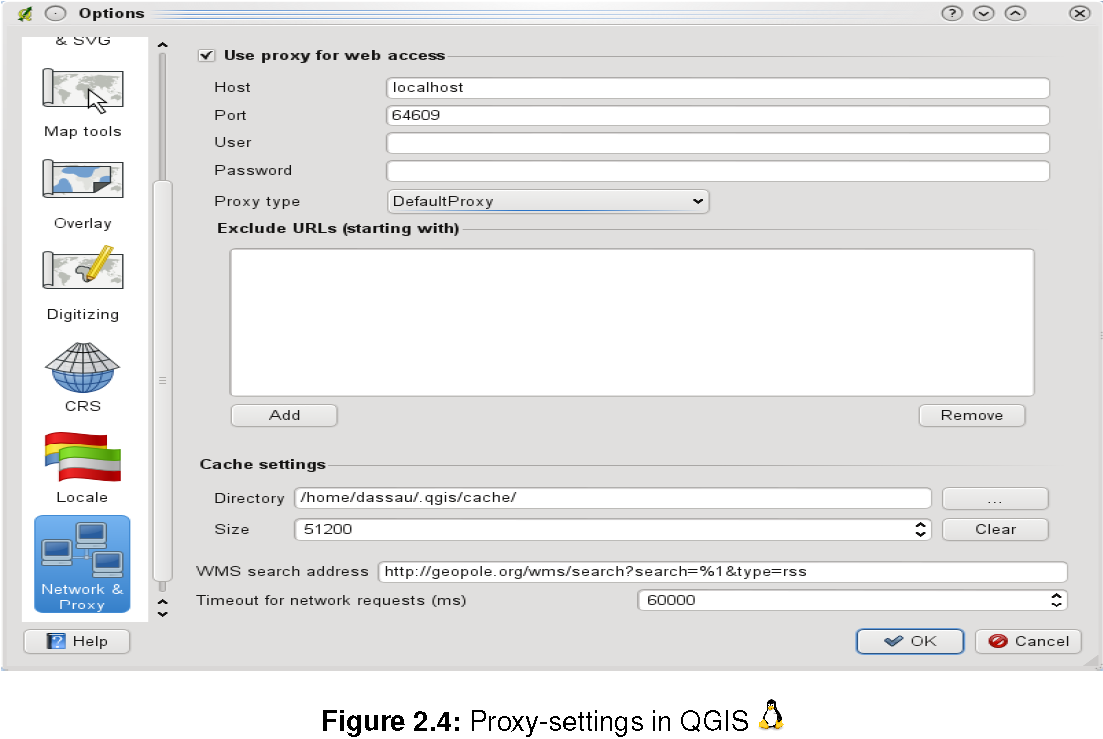 Options
& SVG
Map tools
Overlay
Digitizing
CRS
Locale
Network &
Proxy
Use proxy for web access
Host localhost
Port 64609
User
Password
Proxy type DefaultProxy
Exclude URLs (starting with)
Add Remove
Cache settings
Directory /home/dassau/.qgis/cache/ ...
Size 51200 Clear
WMS search address http://geopole.org/wms/search?search=%1&type=rss
Timeout for network requests (ms) 60000
Help OK Cancel
Figure 2.4: Proxy-settings in QGIS